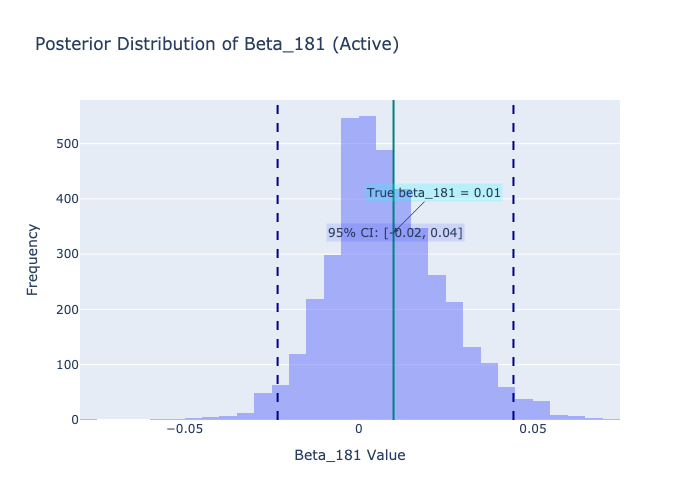 Posterior Distribution of Beta_181 (Active)
500
400
300
200
100
0
Frequency
True beta_181 = 0.01
95% CI: [-0.02, 0.04]
−0.05
0
0.05
Beta_181 Value